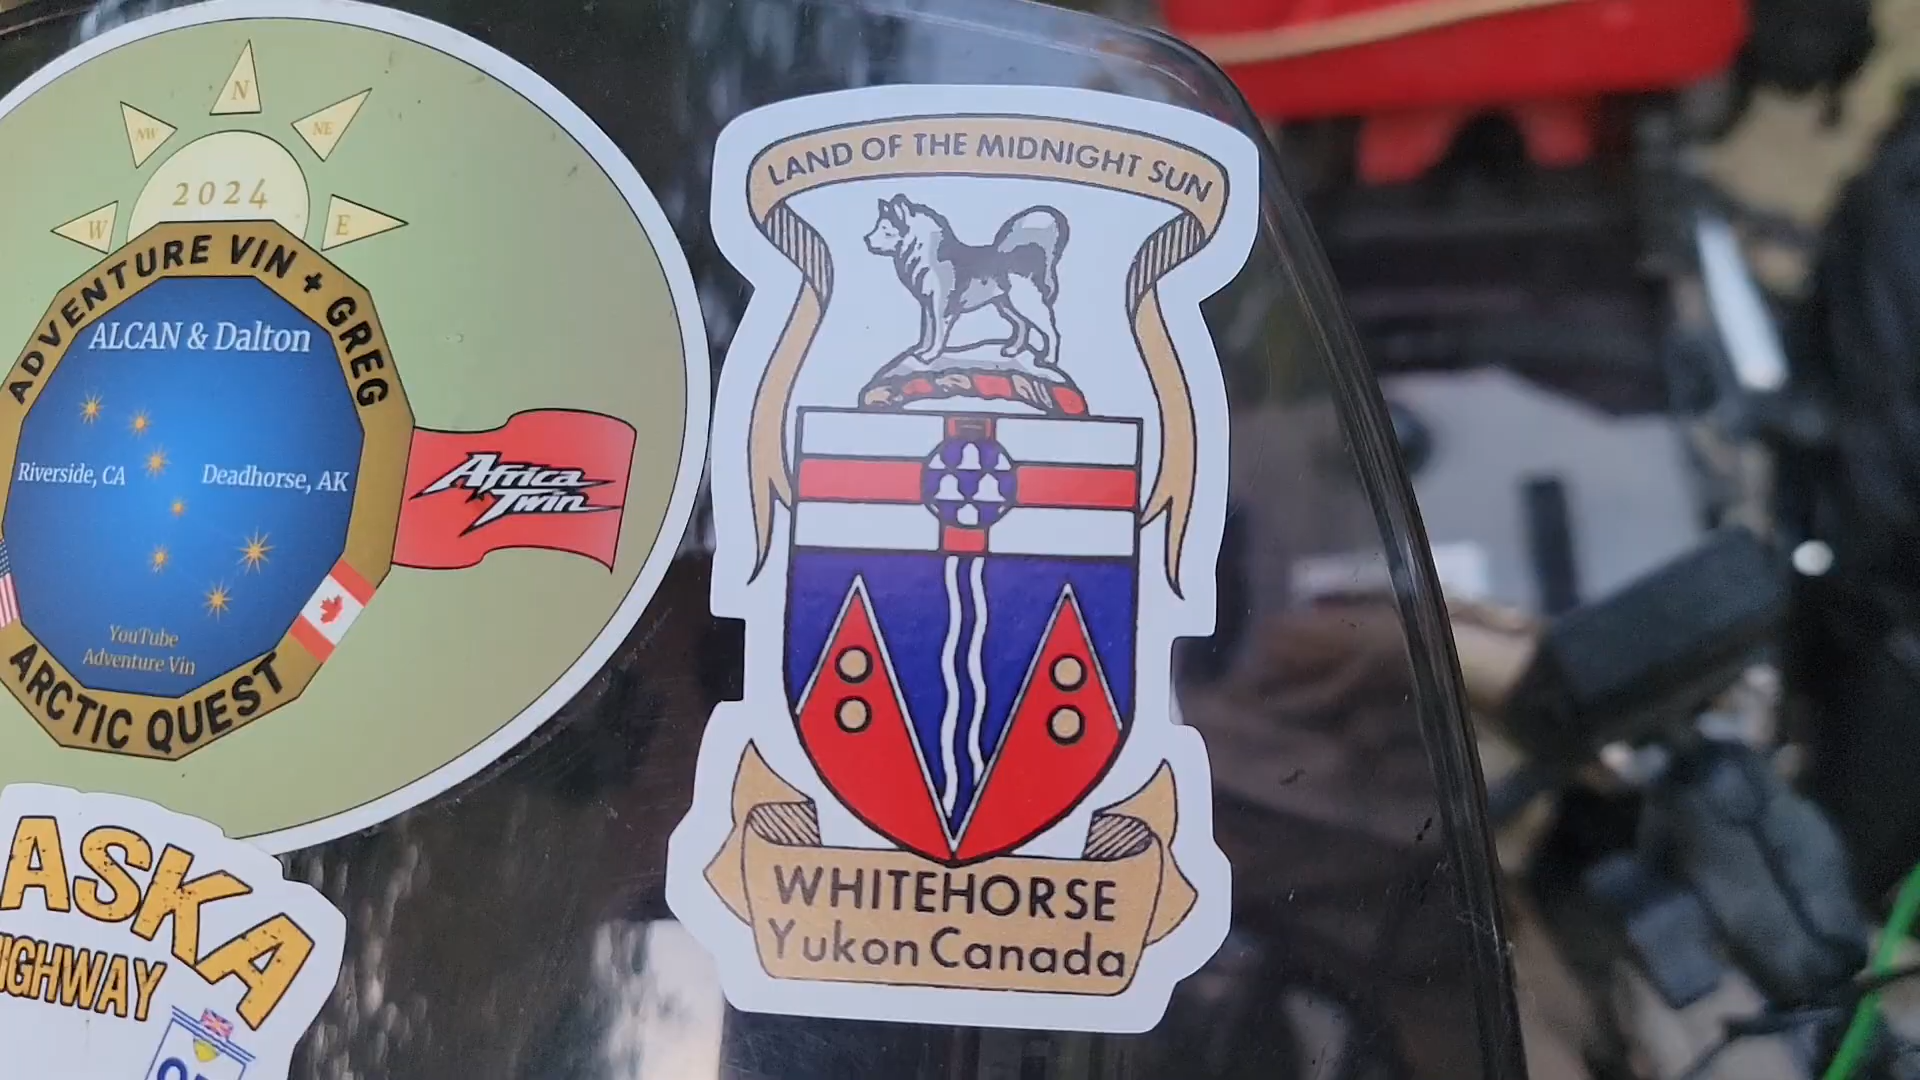 N
NW
NE
2024
W
E
ADVENTURE VIN + GREG
ALCAN & Dalton
Riverside, CA
Deadhorse, AK
YouTube
Adventure Vin
ARCTIC QUEST
Africa
Twin
ASKA
IGHWAY
LAND OF THE MIDNIGHT SUN
WHITEHORSE
Yukon Canada